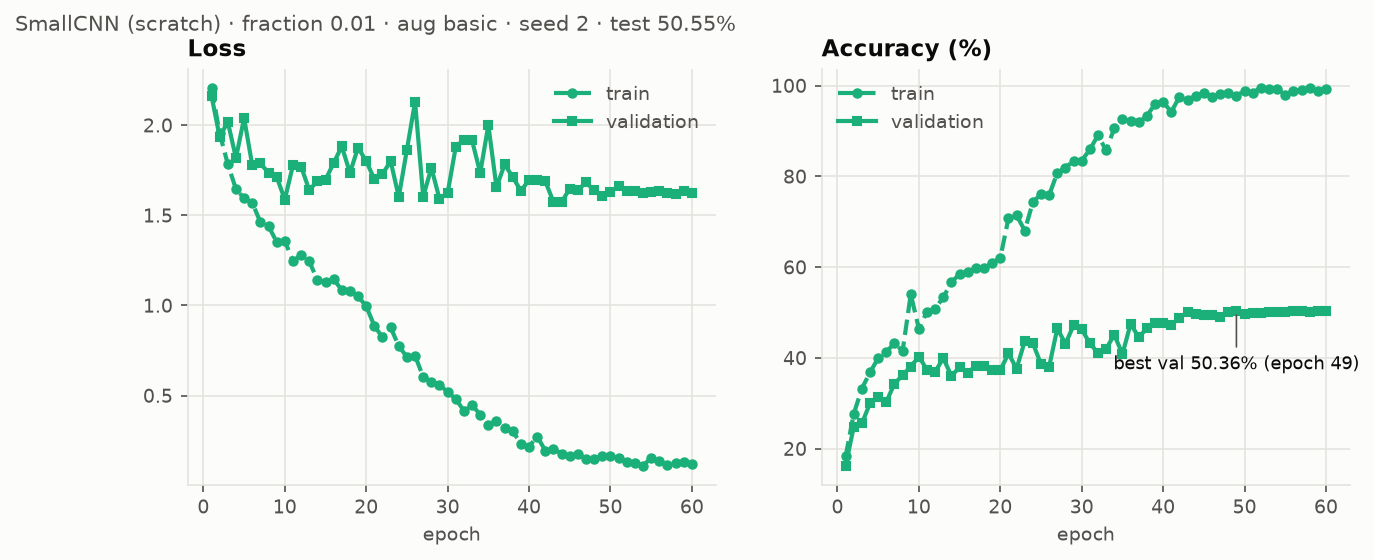 SmallCNN (scratch) · fraction 0.01 · aug basic · seed 2 · test 50.55%
Loss
train
validation
2.0
1.5
1.0
0.5
0
10
20
30
40
50
60
epoch
Accuracy (%)
train
validation
100
80
60
40
20
best val 50.36% (epoch 49)
0
10
20
30
40
50
60
epoch